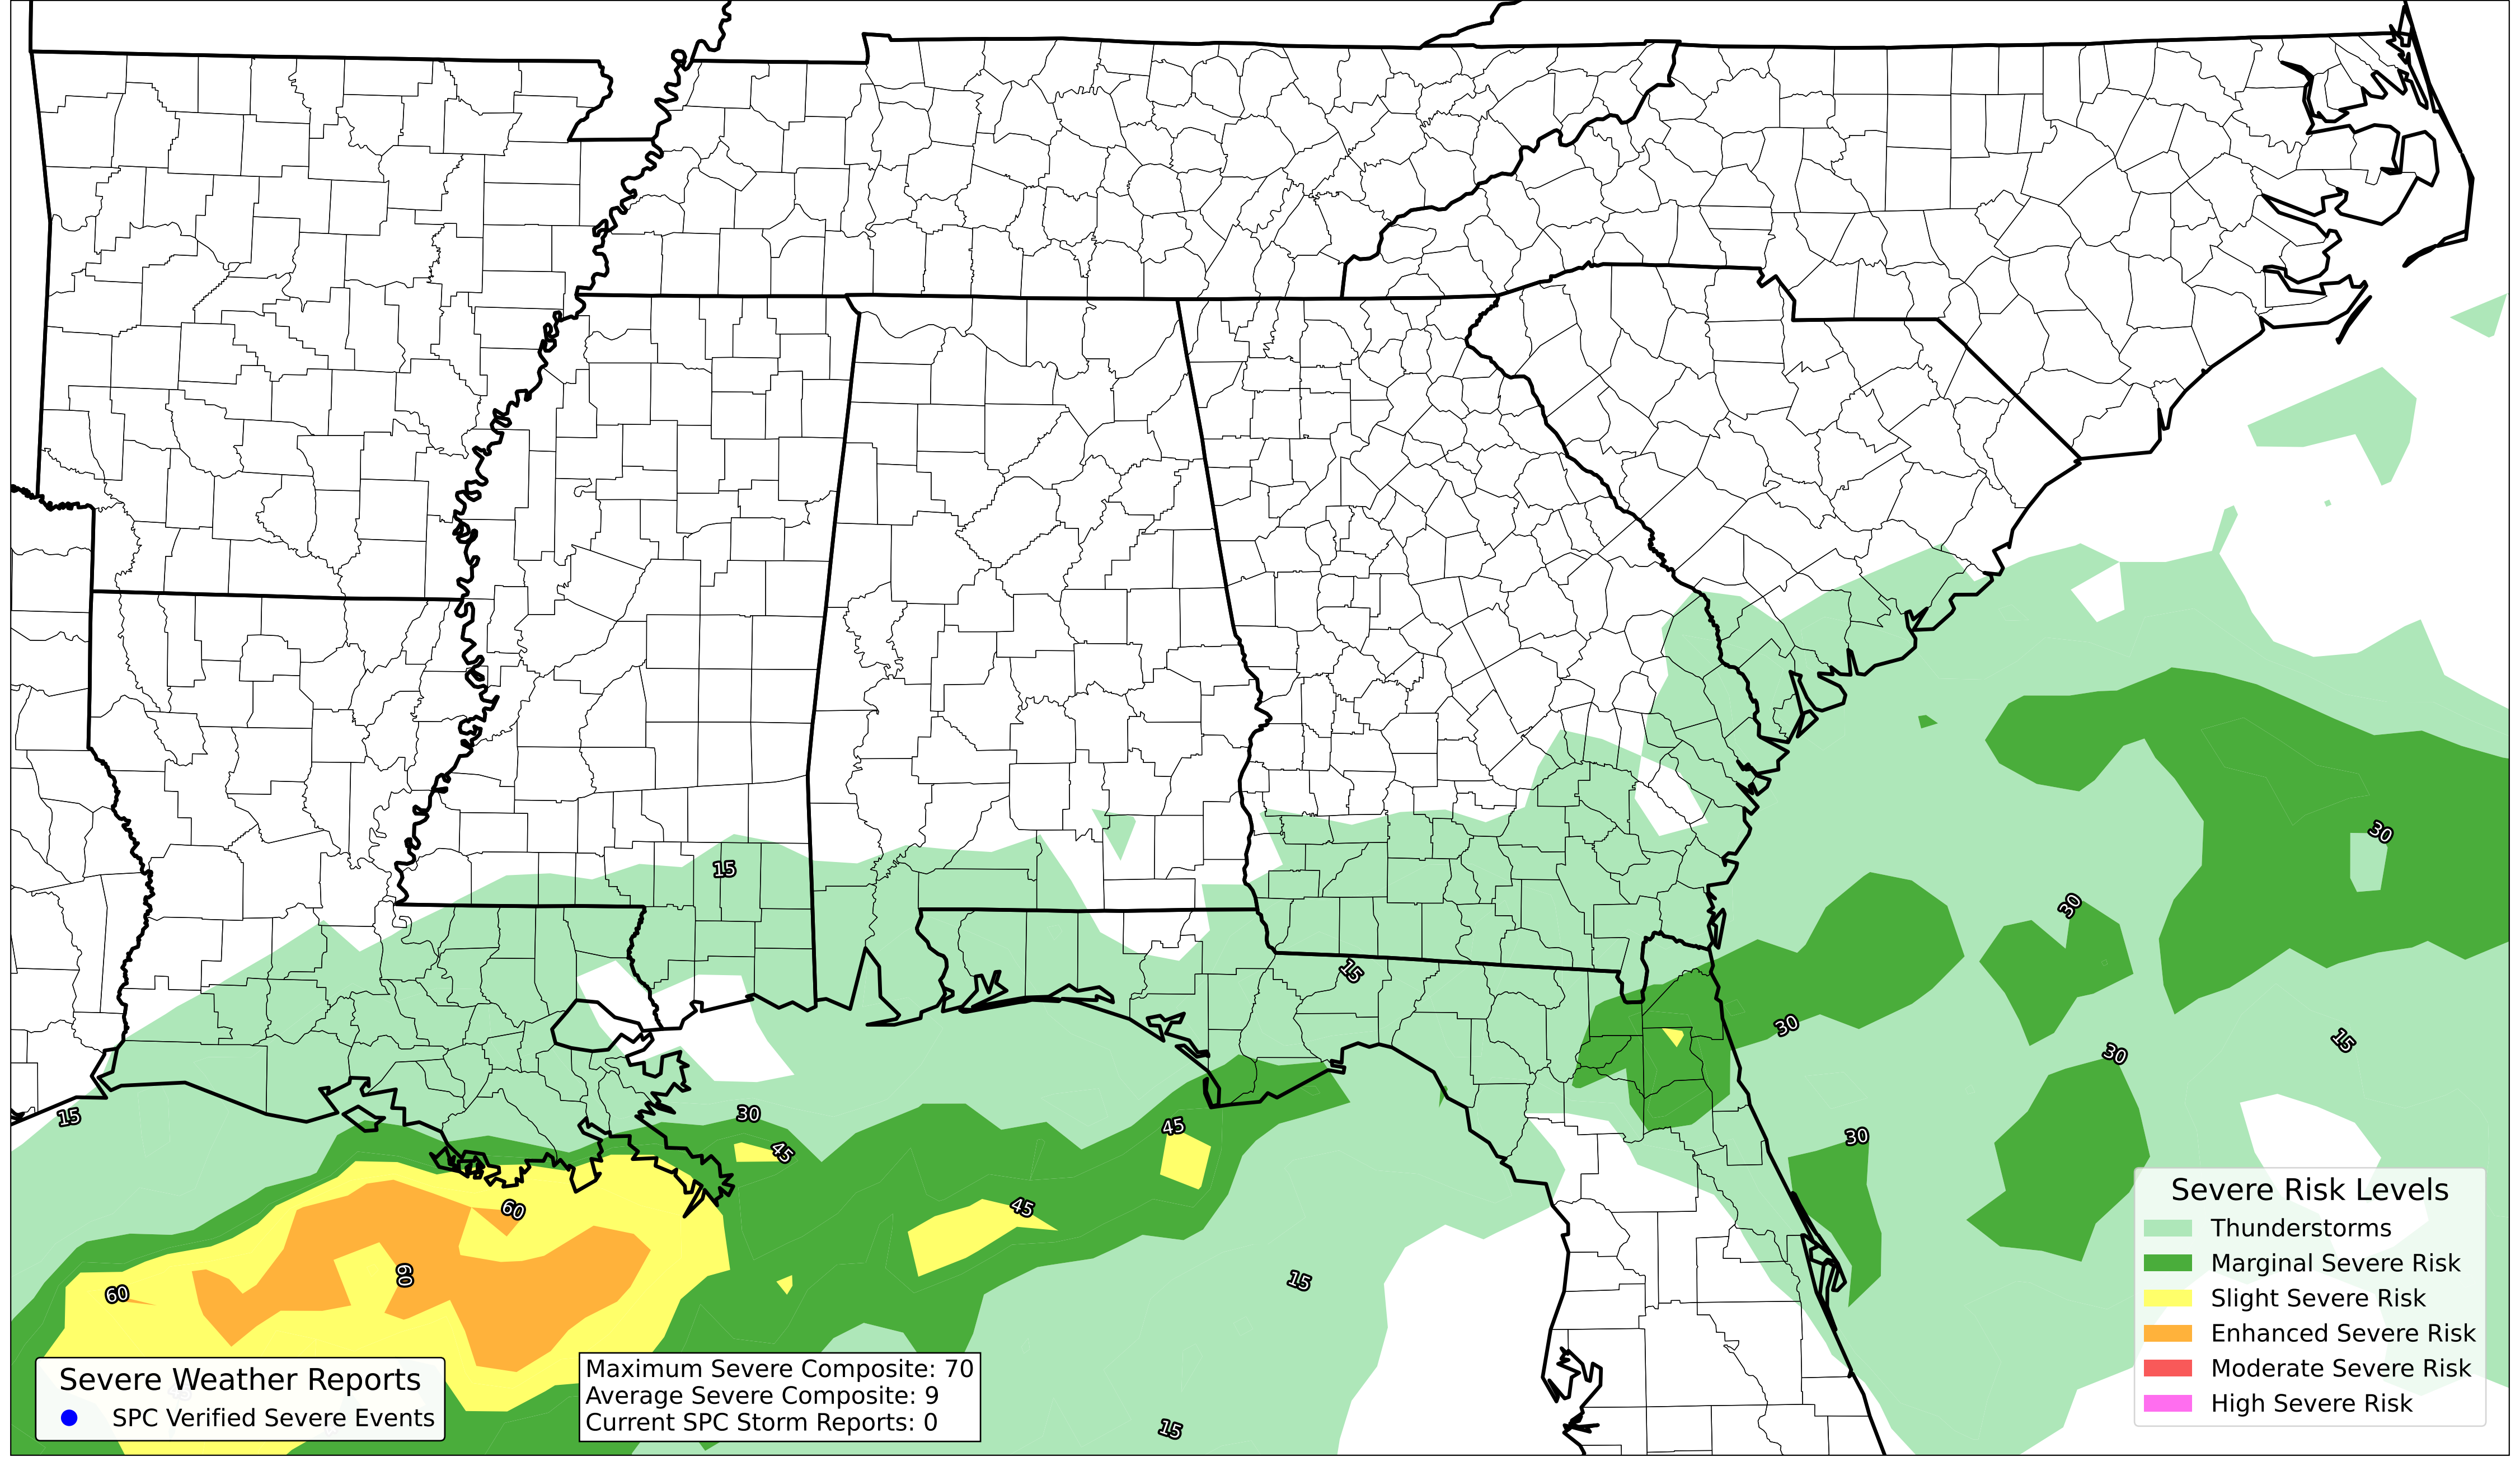 15
15
30
30
30
15
30
15
30
30
45
45
45
60
60
60
15
15
Severe Risk Levels
Thunderstorms
Marginal Severe Risk
Slight Severe Risk
Enhanced Severe Risk
Moderate Severe Risk
High Severe Risk
Severe Weather Reports
SPC Verified Severe Events
Maximum Severe Composite: 70
Average Severe Composite: 9
Current SPC Storm Reports: 0